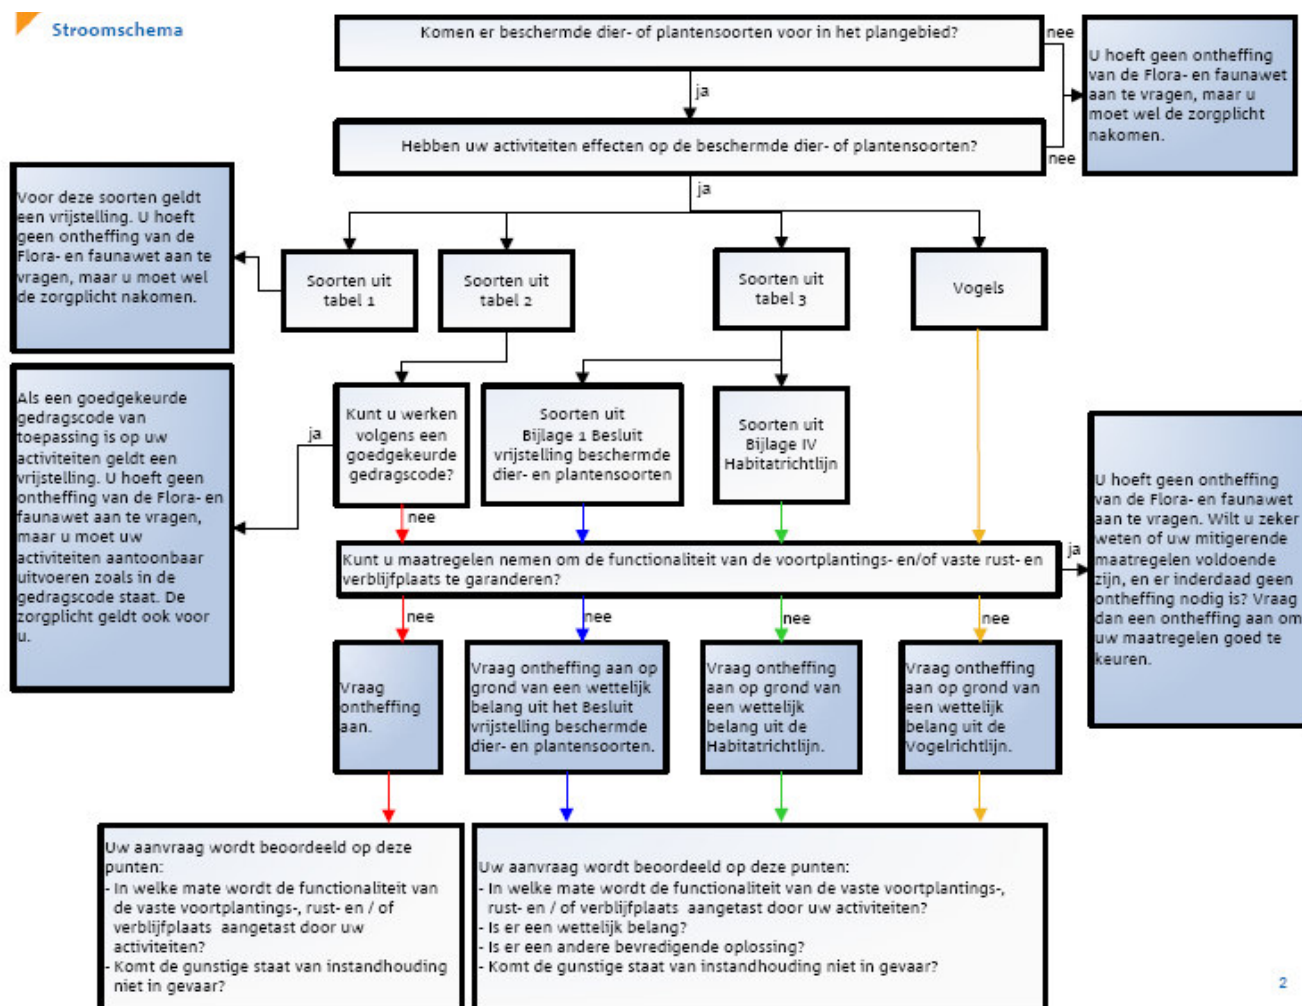 Stroomschema
Komen er beschermde dier- of plantensoorten voor in het plangebied?
nee
U hoeft geen ontheffing
van de Flora- en faunawet
aan te vragen, maar u
moet wel de zorgplicht
nakomen.
ja
Hebben uw activiteiten effecten op de beschermde dier- of plantensoorten?
nee
ja
Voor deze soorten geldt
een vrijstelling. U hoeft
geen ontheffing van de
Flora- en faunawet aan te
vragen, maar u moet wel
de zorgplicht nakomen.
Soorten uit
tabel 1
Soorten uit
tabel 2
Soorten uit
tabel 3
Vogels
Als een goedgekeurde
gedragscode van
toepassing is op uw
activiteiten geldt een
vrijstelling. U hoeft geen
ontheffing van de Flora- en
faunawet aan te vragen,
maar u moet uw
activiteiten aantoonbaar
uitvoeren zoals in de
gedragscode staat. De
zorgplicht geldt ook voor
u.
ja
Kunt u werken
volgens een
goedgekeurde
gedragscode?
Soorten uit
Bijlage 1 Besluit
vrijstelling beschermde
dier- en plantensoorten
Soorten uit
Bijlage IV
Habitatrichtlijn
nee
Kunt u maatregelen nemen om de functionaliteit van de voortplantings- en/of vaste rust- en
verblijfplaats te garanderen?
ja
U hoeft geen ontheffing
van de Flora- en faunawet
aan te vragen. Wilt u zeker
weten of uw mitigerende
maatregelen voldoende
zijn, en er inderdaad geen
ontheffing nodig is? Vraag
dan een ontheffing aan om
uw maatregelen goed te
keuren.
nee
nee
nee
nee
Vraag
ontheffing
aan.
Vraag ontheffing aan op
grond van een wettelijk
belang uit het Besluit
vrijstelling beschermde
dier- en plantensoorten.
Vraag ontheffing
aan op grond van
een wettelijk
belang uit de
Habitatrichtlijn.
Vraag ontheffing
aan op grond van
een wettelijk
belang uit de
Vogelrichtlijn.
Uw aanvraag wordt beoordeeld op deze
punten:
- In welke mate wordt de functionaliteit van
de vaste voortplantings-, rust- en / of
verblijfplaats aangetast door uw
activiteiten?
- Komt de gunstige staat van instandhouding
niet in gevaar?
Uw aanvraag wordt beoordeeld op deze punten:
- In welke mate wordt de functionaliteit van de vaste voortplantings-,
rust- en / of verblijfplaats aangetast door uw activiteiten?
- Is er een wettelijk belang?
- Is er een andere bevredigende oplossing?
- Komt de gunstige staat van instandhouding niet in gevaar?
2